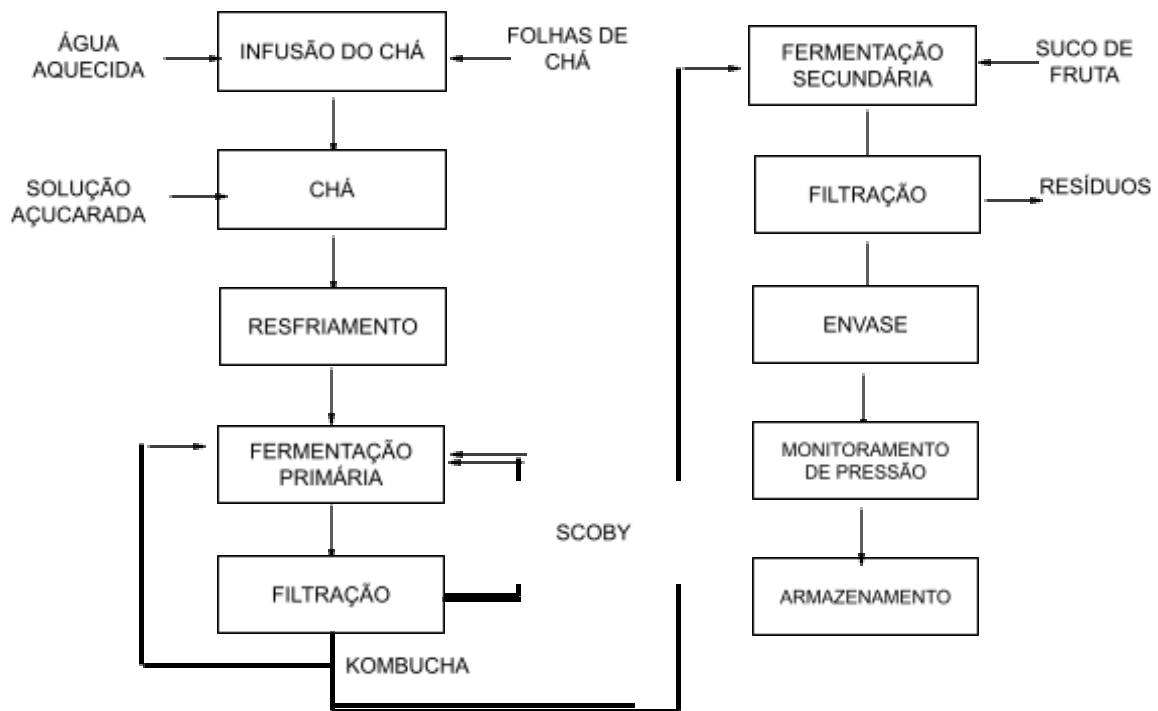 ÁGUA
AQUECIDA
INFUSÃO DO CHÁ
FOLHAS DE
CHÁ
SOLUÇÃO
AÇUCARADA
CHÁ
RESFRIAMENTO
FERMENTAÇÃO
PRIMÁRIA
SCOBY
FILTRAÇÃO
KOMBUCHA
FERMENTAÇÃO
SECUNDÁRIA
SUCO DE
FRUTA
FILTRAÇÃO
RESÍDUOS
ENVASE
MONITORAMENTO
DE PRESSÃO
ARMAZENAMENTO